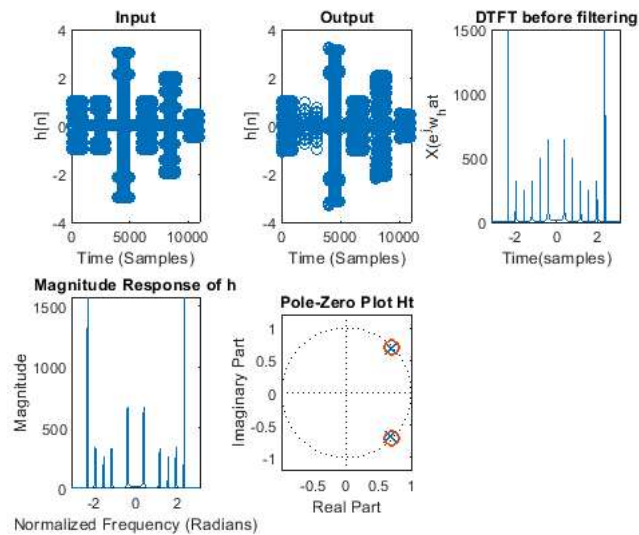 Input
4
2
0
-2
-4
h[n]
0
5000
10000
Time (Samples)
Output
4
2
0
-2
-4
h[n]
0
5000
10000
Time (Samples)
DTFT before filtering
1500
1000
500
0
X(e^j w_h at
-2
0
2
Time(samples)
Magnitude Response of h
1500
1000
500
0
Magnitude
-2
0
2
Normalized Frequency (Radians)
Pole-Zero Plot Ht
1
0.5
0
-0.5
-1
Imaginary Part
-0.5
0
0.5
1
Real Part